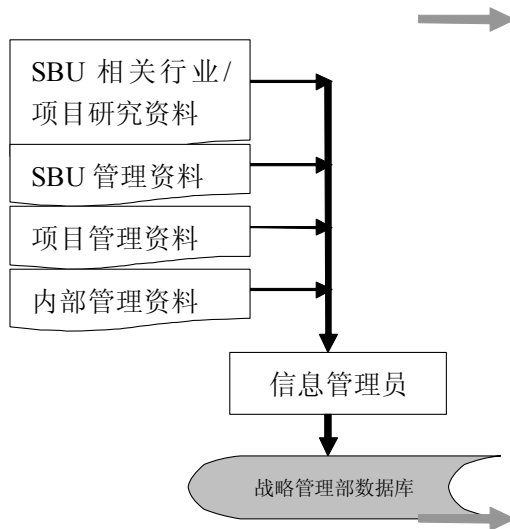 SBU 相关行业/
项目研究资料
SBU 管理资料
项目管理资料
内部管理资料
信息管理员
战略管理部数据库